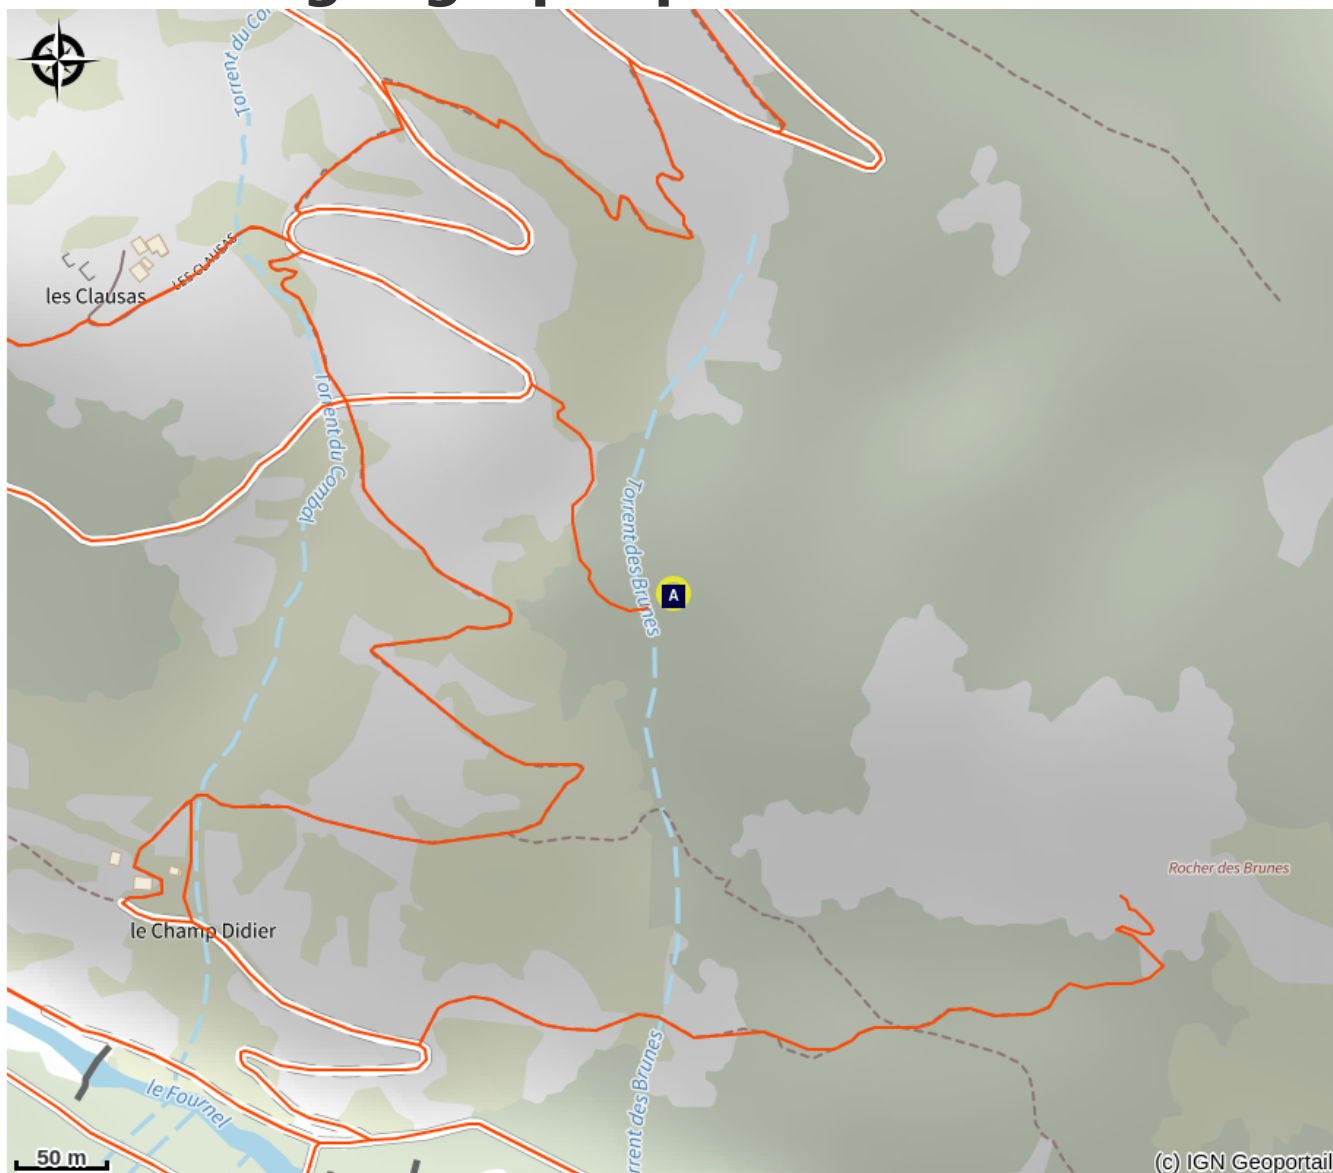 Torrent du Co
les Clausas
LES CLAUSAS
Torrent du Combal
Torrent des Brunes
A
Rocher des Brunes
le Champ Didier
le Fournel
rrent des Brunes
50 m
(c) IGN Geoportail